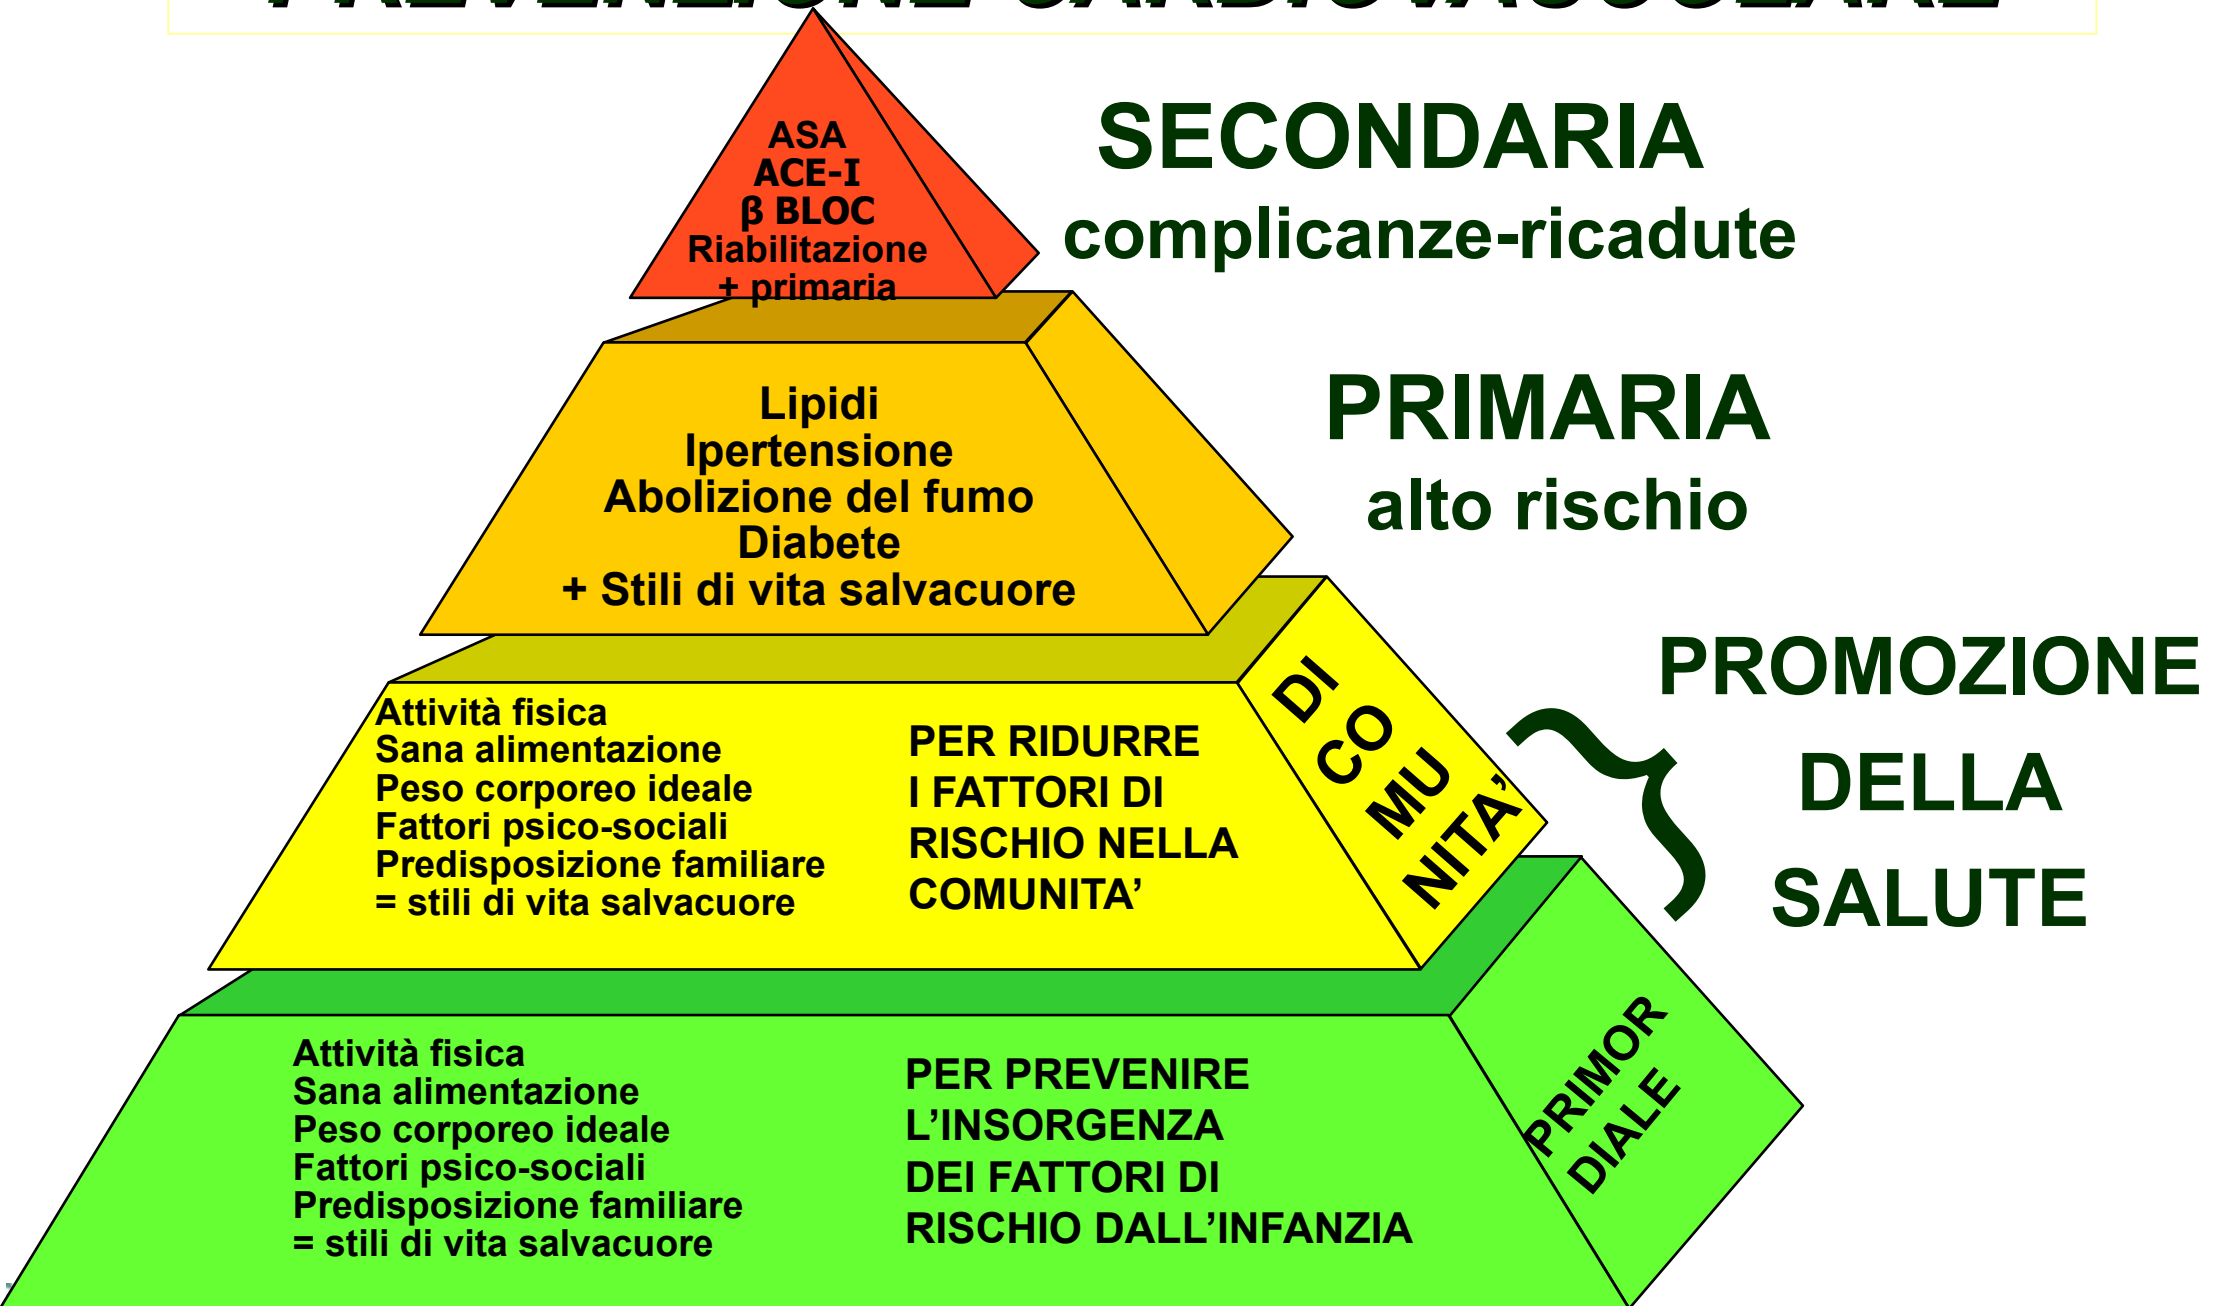 PREVENZIONE CARDIOVASCOLARE
ASA
ACE-I
β BLOC
Riabilitazione
+ primaria
SECONDARIA
complicanze-ricadute
Lipidi
Ipertensione
Abolizione del fumo
Diabete
+ Stili di vita salvacuore
PRIMARIA
alto rischio
Attività fisica
Sana alimentazione
Peso corporeo ideale
Fattori psico-sociali
Predisposizione familiare
= stili di vita salvacuore
PER RIDURRE
I FATTORI DI
RISCHIO NELLA
COMUNITA’
DI
CO
MU
NITA’
PROMOZIONE
DELLA
SALUTE
Attività fisica
Sana alimentazione
Peso corporeo ideale
Fattori psico-sociali
Predisposizione familiare
= stili di vita salvacuore
PER PREVENIRE
L’INSORGENZA
DEI FATTORI DI
RISCHIO DALL’INFANZIA
PRIMOR
DIALE